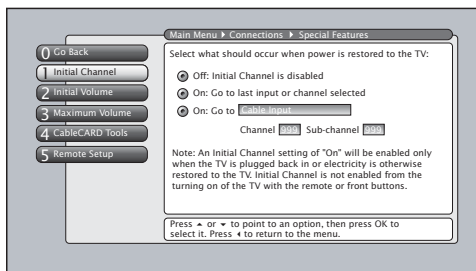 Main Menu ▶ Connections ▶ Special Features
0 Go Back
1 Initial Channel
2 Initial Volume
3 Maximum Volume
4 CableCARD Tools
5 Remote Setup
Select what should occur when power is restored to the TV:
Off: Initial Channel is disabled
On: Go to last input or channel selected
On: Go to Cable Input
Channel 999 Sub-channel 999
Note: An Initial Channel setting of "On" will be enabled only
when the TV is plugged back in or electricity is otherwise
restored to the TV. Initial Channel is not enabled from the
turning on of the TV with the remote or front buttons.
Press ▲ or ▼ to point to an option, then press OK to
select it. Press ◀ to return to the menu.